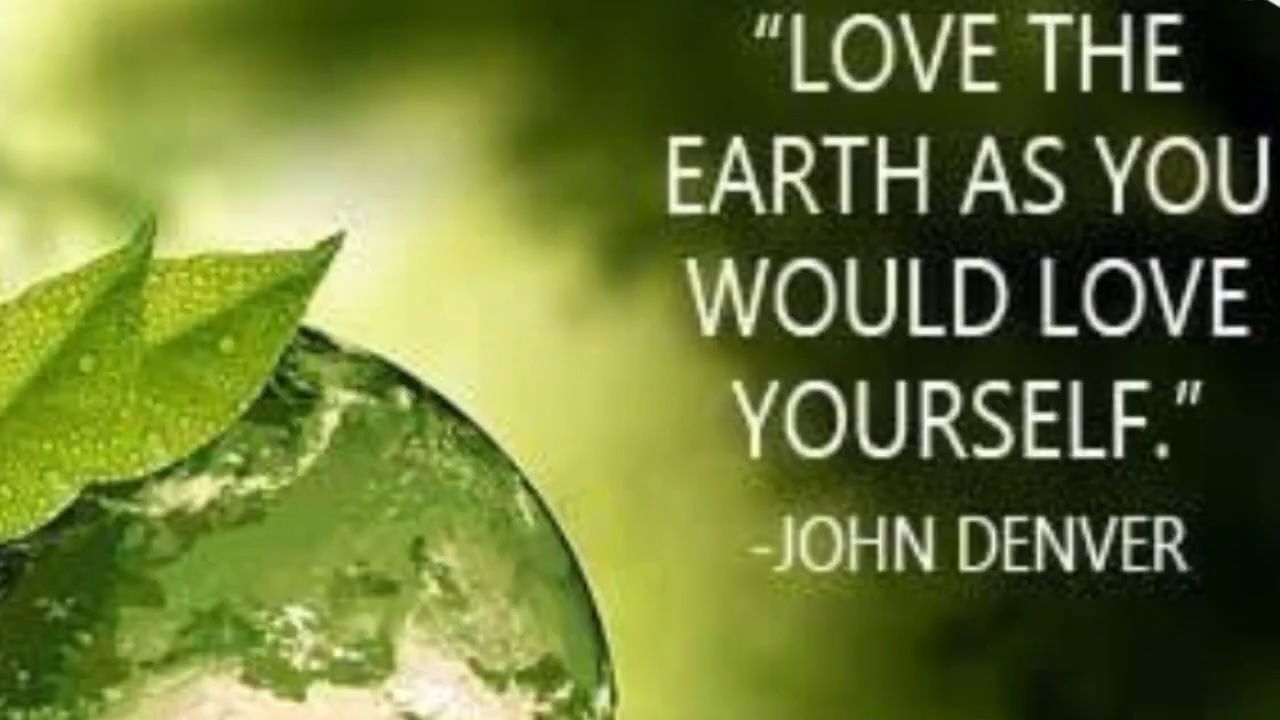 “LOVE THE
EARTH AS YOU
WOULD LOVE
YOURSELF.”
-JOHN DENVER